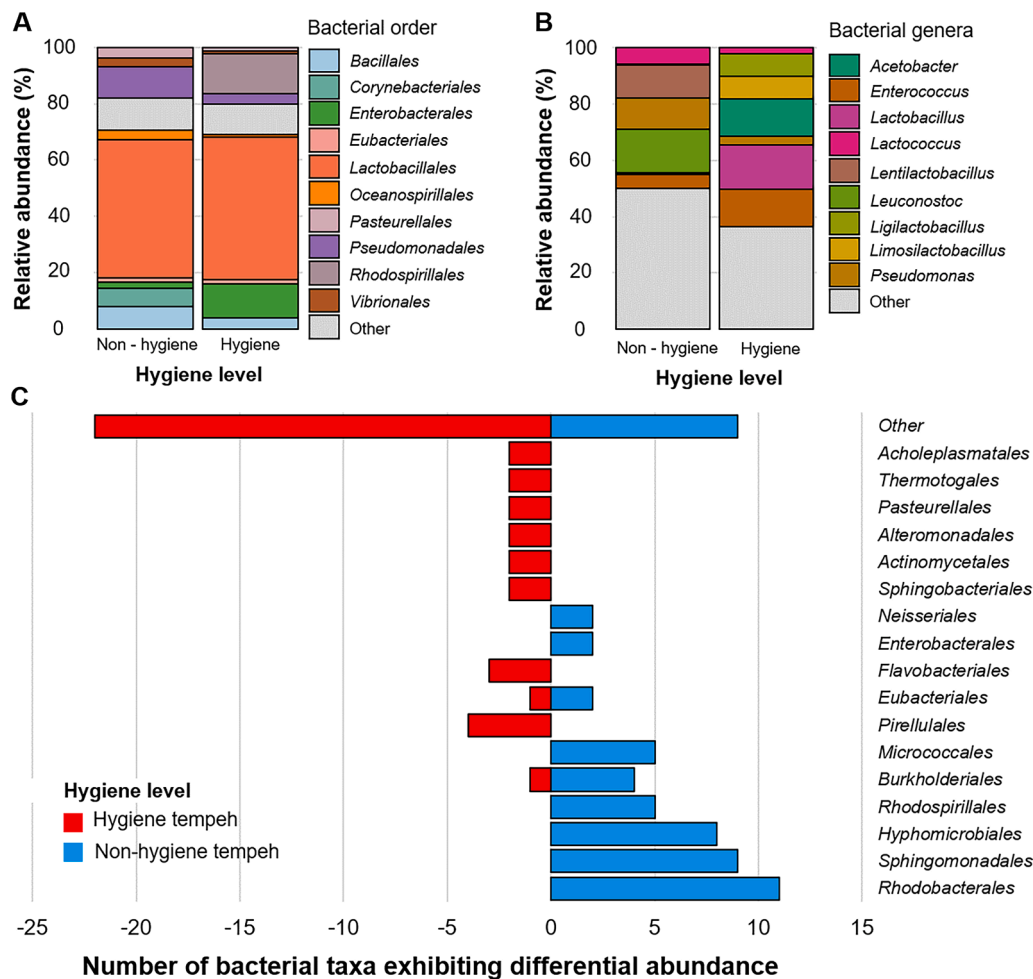 A
Relative abundance (%)
100
80
60
40
20
0
Non - hygiene
Hygiene
Hygiene level
Bacterial order
Bacillales
Corynebacteriales
Enterobacterales
Eubacteriales
Lactobacillales
Oceanospirillales
Pasteurellales
Pseudomonadales
Rhodospirillales
Vibrionales
Other
B
Relative abundance (%)
100
80
60
40
20
0
Non - hygiene
Hygiene
Hygiene level
Bacterial genera
Acetobacter
Enterococcus
Lactobacillus
Lactococcus
Lentilactobacillus
Leuconostoc
Ligilactobacillus
Limosilactobacillus
Pseudomonas
Other
C
Other
Acholeplasmatales
Thermotogales
Pasteurellales
Alteromonadales
Actinomycetales
Sphingobacteriales
Neisseriales
Enterobacterales
Flavobacteriales
Eubacteriales
Pirellulales
Micrococcales
Burkholderiales
Rhodospirillales
Hyphomicrobiales
Sphingomonadales
Rhodobacterales
Hygiene level
Hygiene tempeh
Non-hygiene tempeh
-25 -20 -15 -10 -5 0 5 10 15
Number of bacterial taxa exhibiting differential abundance